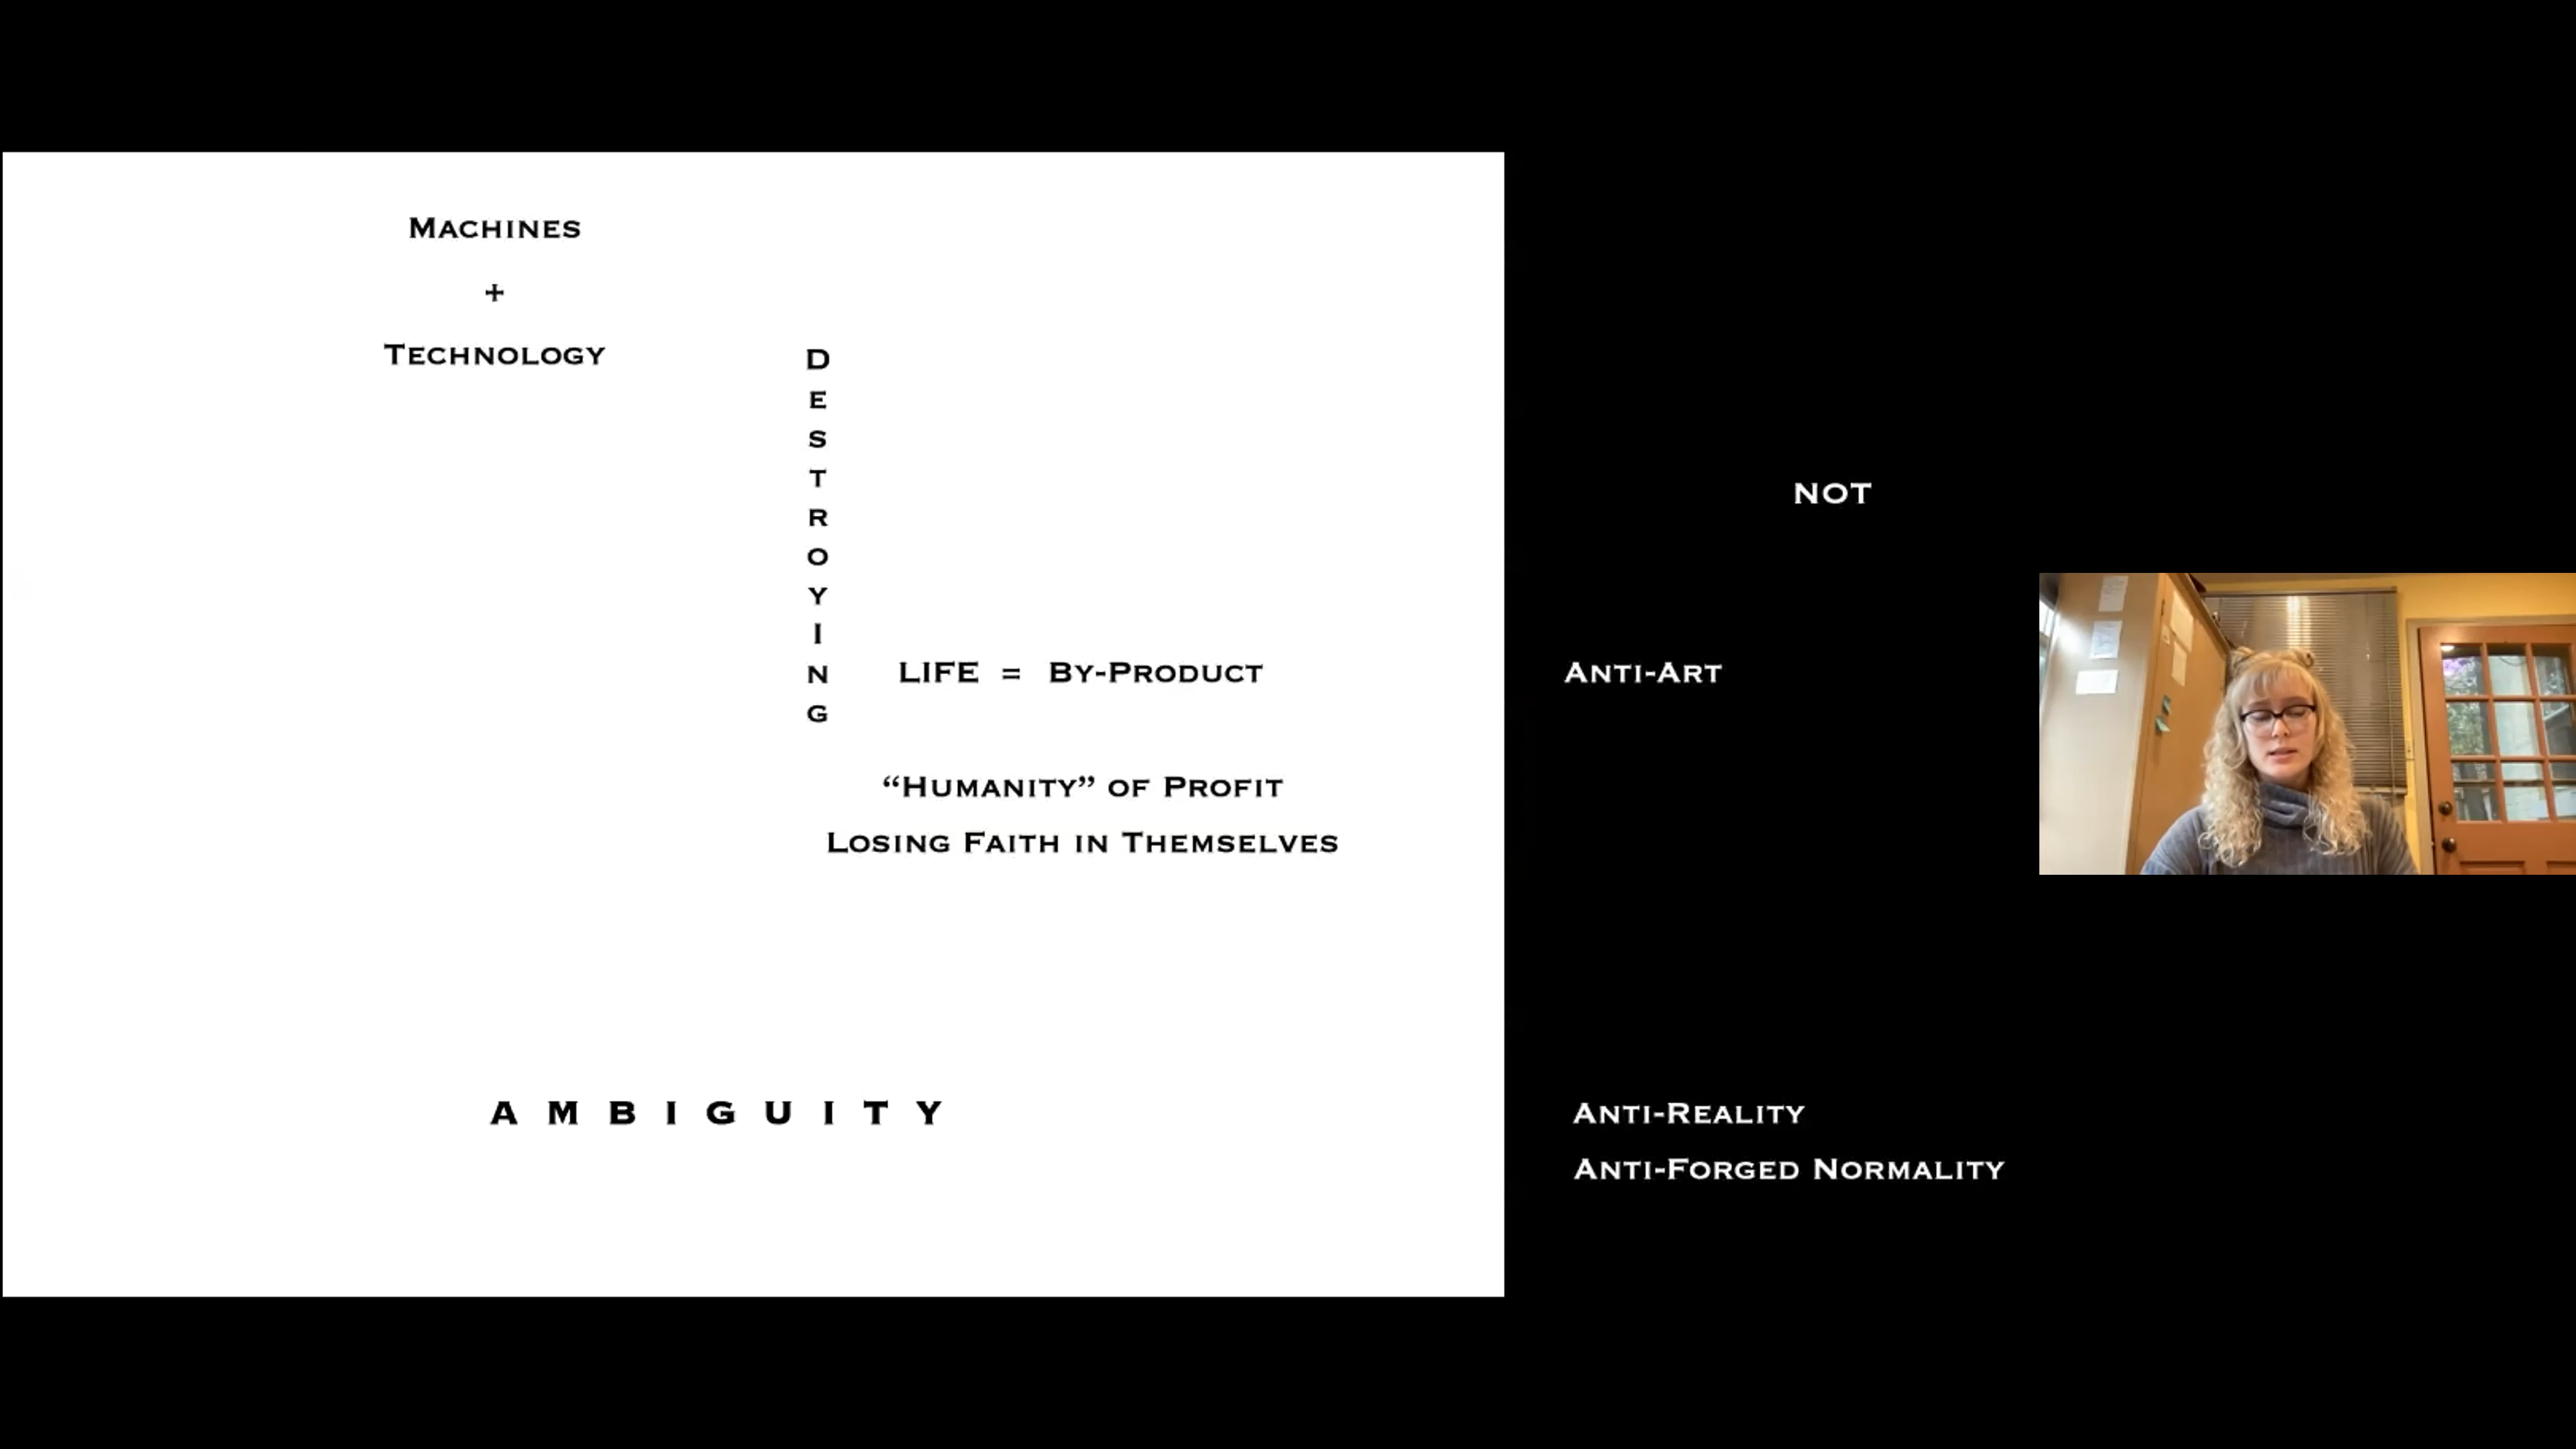 MACHINES
+
TECHNOLOGY
D
E
S
T
R
O
Y
I
N
G
LIFE = BY-PRODUCT
“HUMANITY” OF PROFIT
LOSING FAITH IN THEMSELVES
A M B I G U I T Y
NOT
ANTI-ART
ANTI-REALITY
ANTI-FORGED NORMALITY